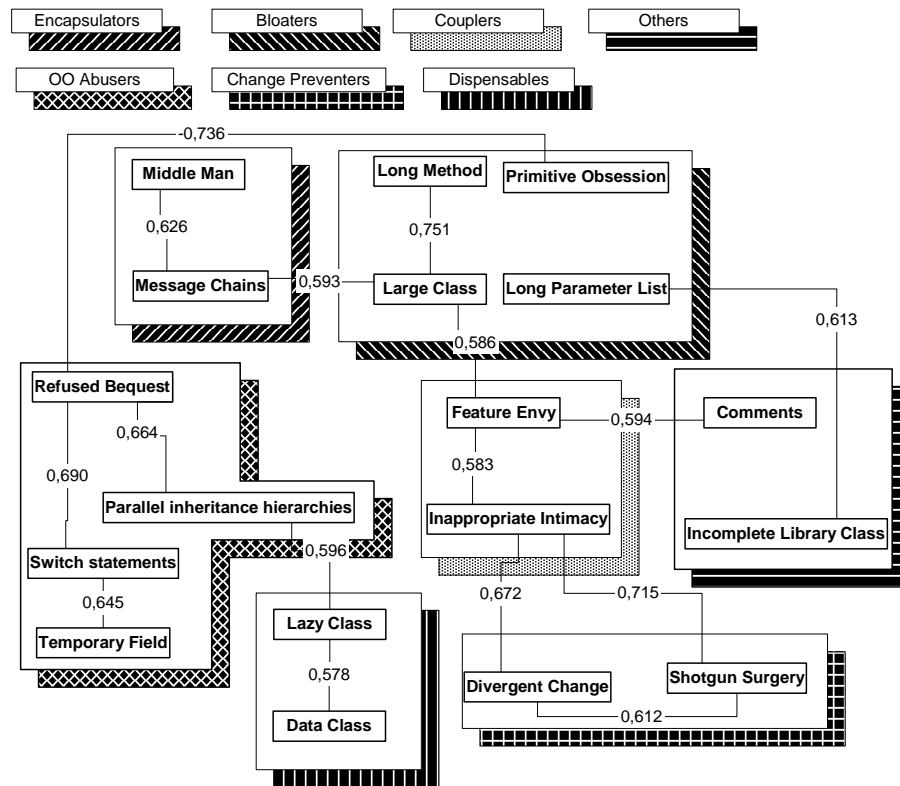 Encapsulators
Bloaters
Couplers
Others
OO Abusers
Change Preventers
Dispensables
-0,736
Middle Man
Long Method
Primitive Obsession
0,626
0,751
Message Chains
0,593
Large Class
Long Parameter List
0,586
0,613
Refused Bequest
Feature Envy
0,594
Comments
0,664
0,690
0,583
Parallel inheritance hierarchies
Inappropriate Intimacy
Incomplete Library Class
0,596
Switch statements
0,672
0,715
0,645
Lazy Class
Temporary Field
0,578
Divergent Change
Shotgun Surgery
Data Class
0,612